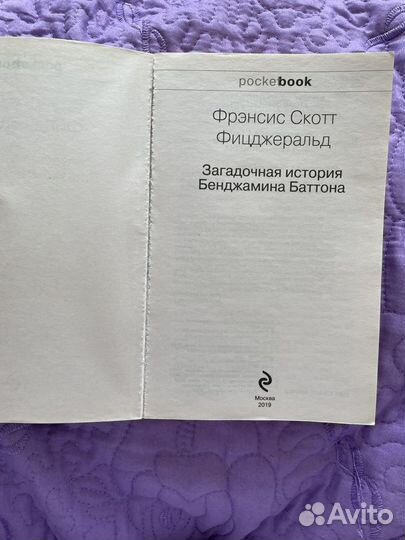 pocketbook
Фрэнсис Скотт
Фицджеральд
Загадочная история
Бенджамина Баттона
Москва
2019
Avito